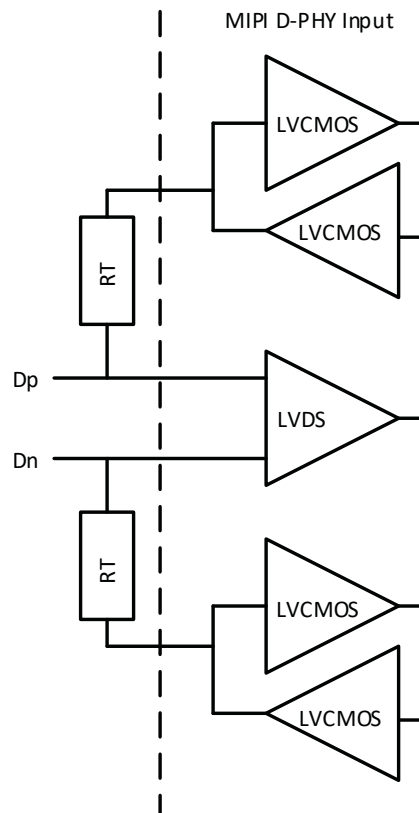 MIPI D-PHY Input
LVCMOS
LVCMOS
RT
Dp
LVDS
Dn
RT
LVCMOS
LVCMOS